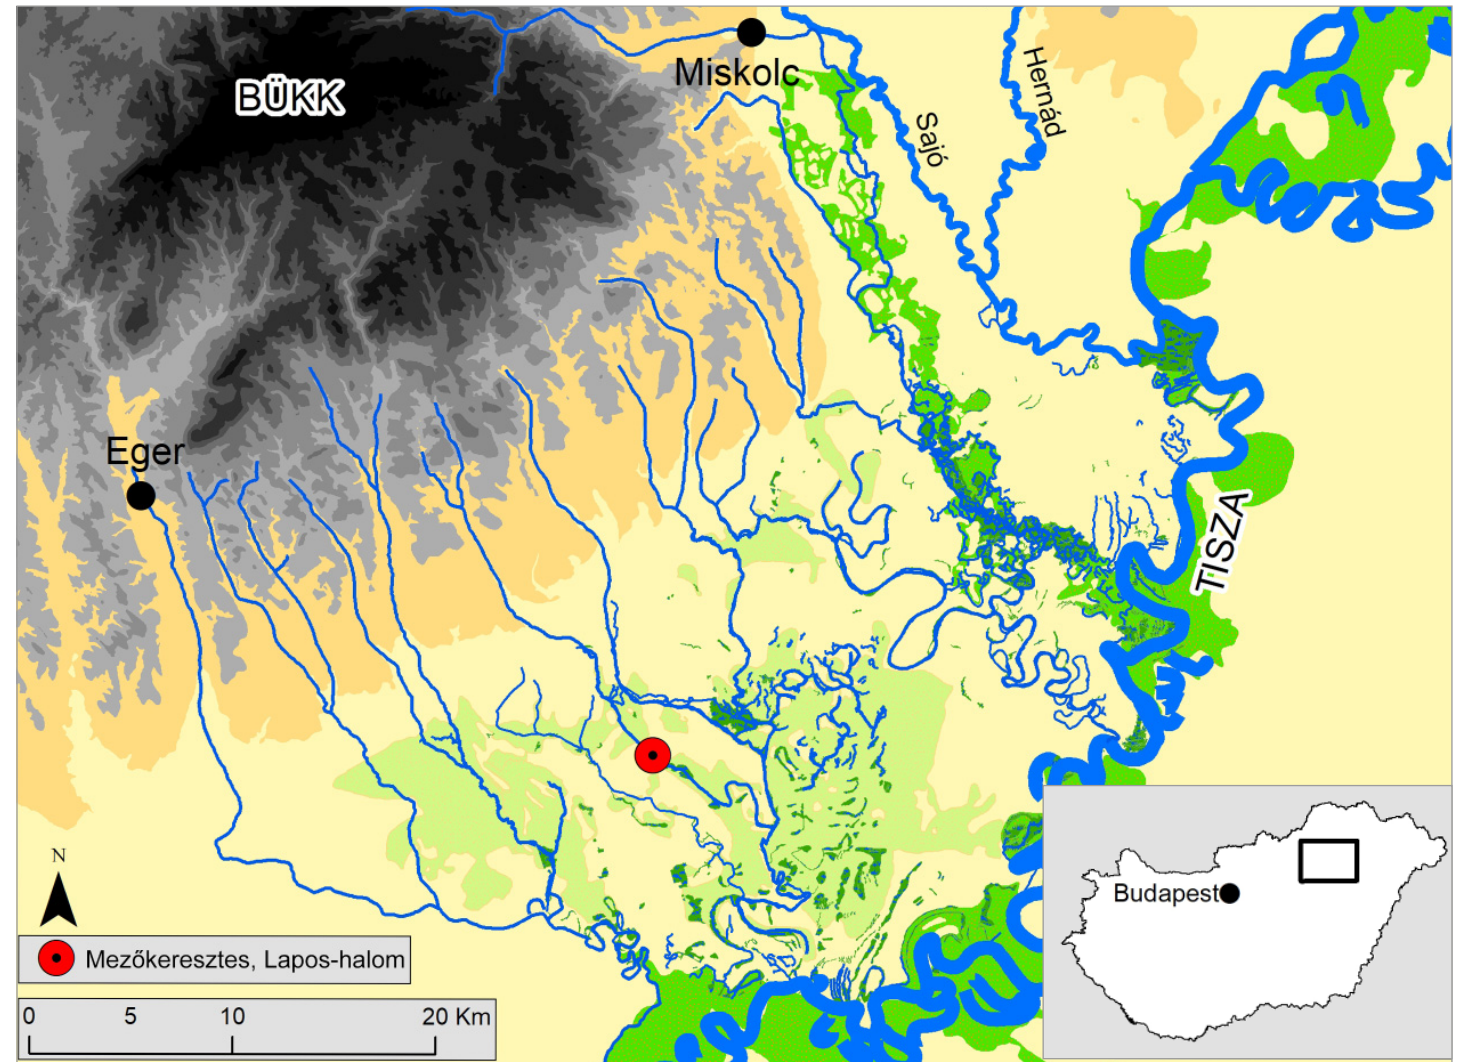 Miskolc
BÜKK
Hernád
Sajó
Eger
TISZA
Budapest
N
Mezőkeresztes, Lapos-halom
0 5 10 20 Km